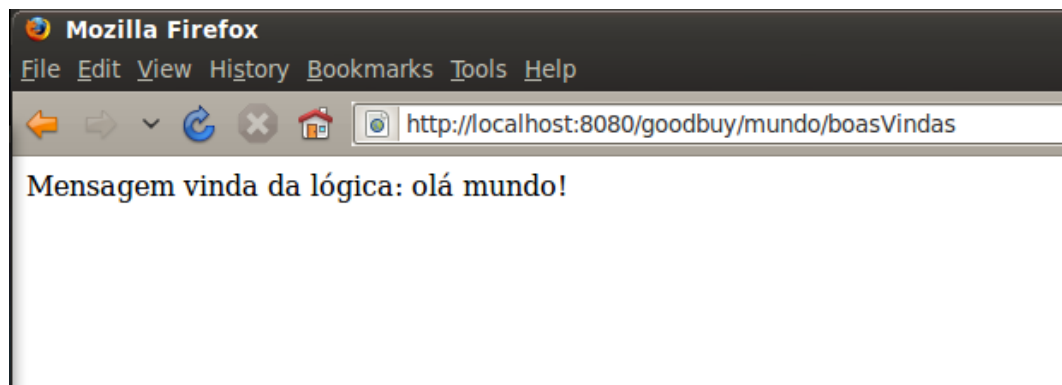 Mozilla Firefox
File Edit View History Bookmarks Tools Help
http://localhost:8080/goodbuy/mundo/boasVindas
Mensagem vinda da lógica: olá mundo!